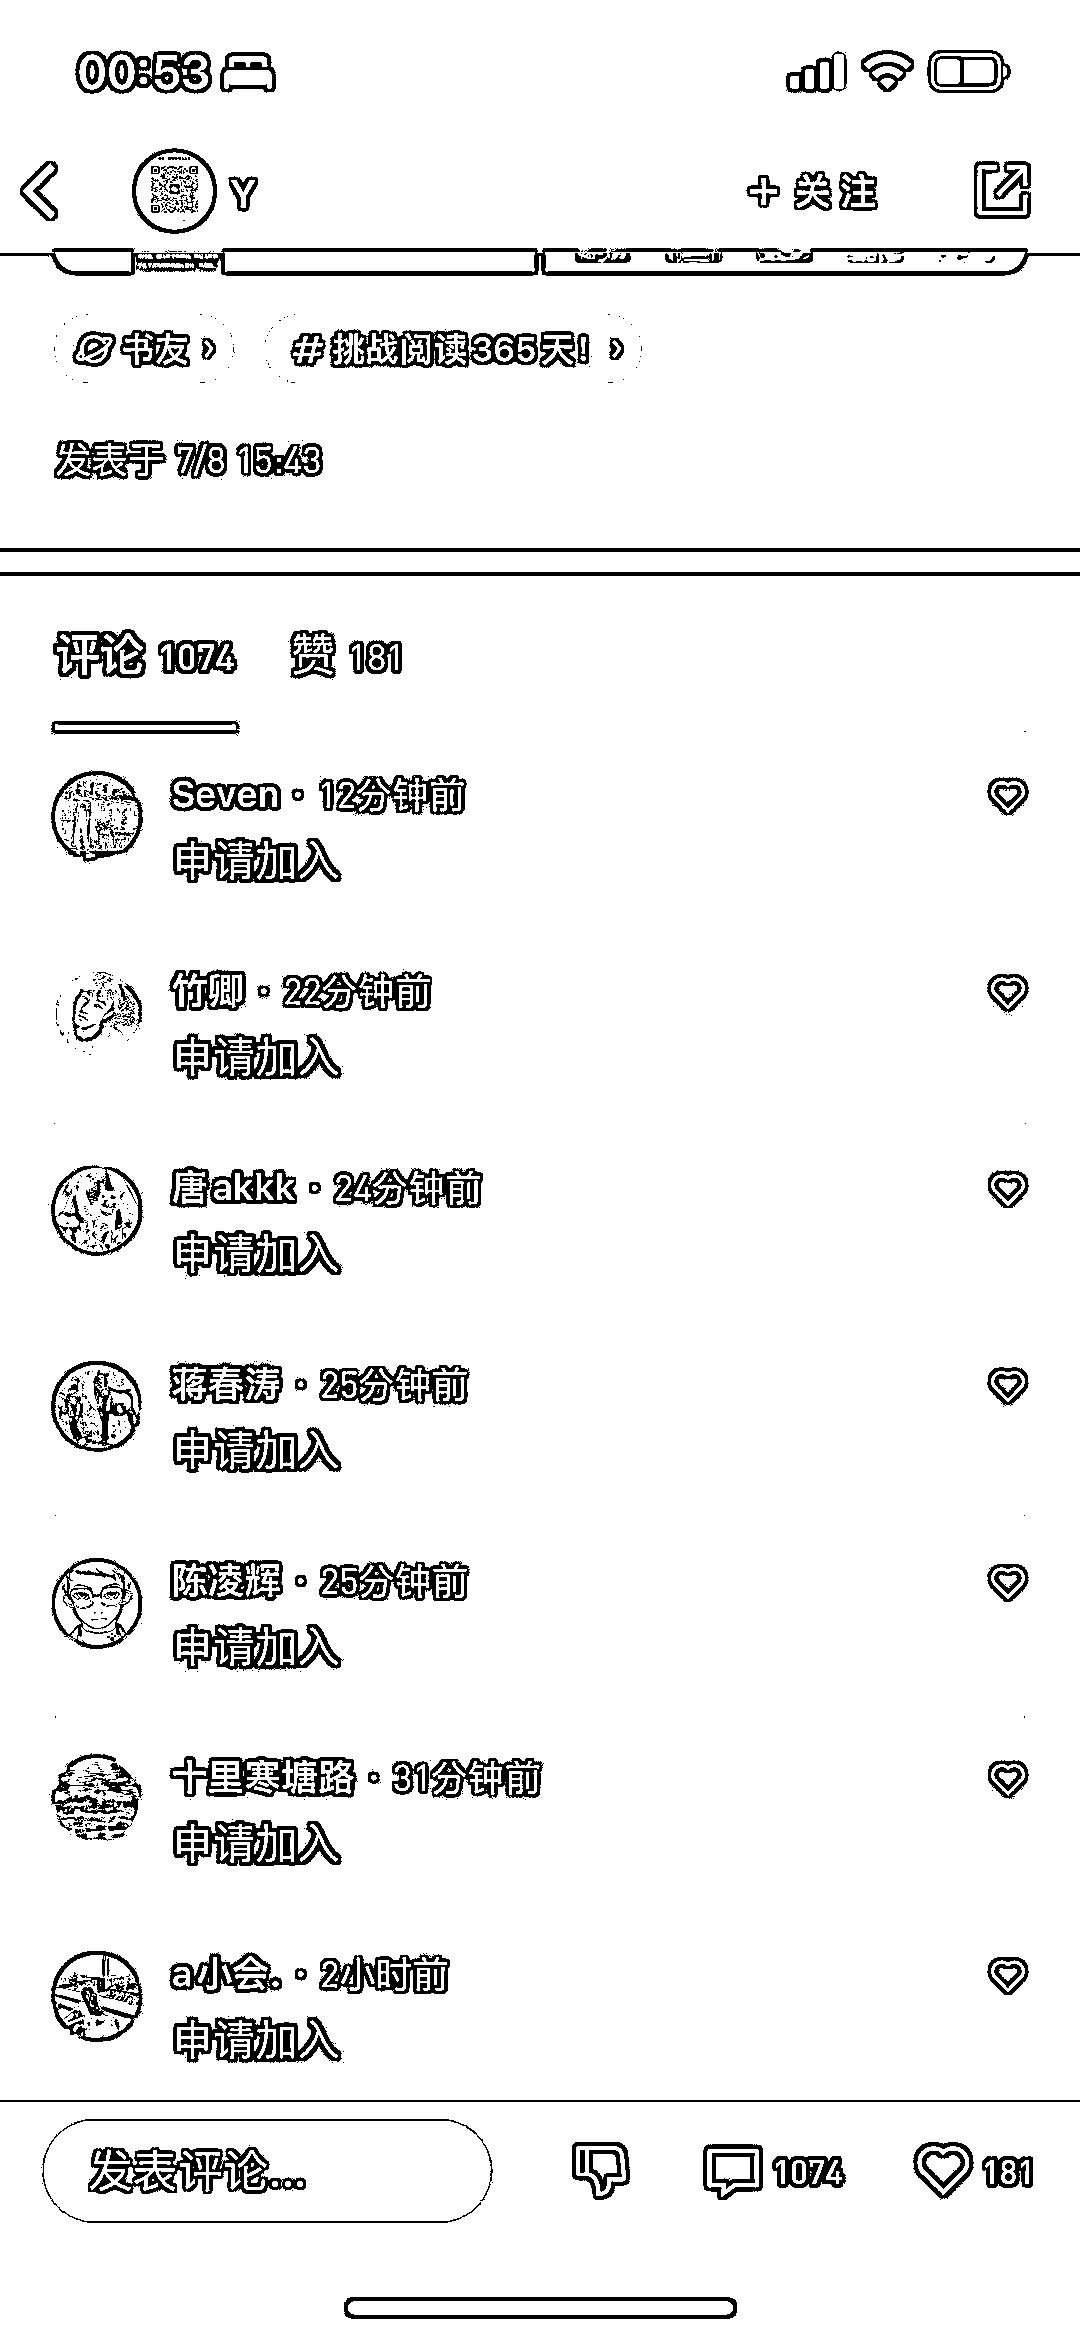 00:53
Y
+ 关注
书友 ›
# 挑战阅读365天! ›
发表于 7/8 15:43
评论 1074 赞 181
Seven · 12分钟前
申请加入
竹卿 · 22分钟前
申请加入
唐akkk · 24分钟前
申请加入
蒋春涛 · 25分钟前
申请加入
陈凌辉 · 25分钟前
申请加入
十里寒塘路 · 31分钟前
申请加入
a小会。 · 2小时前
申请加入
发表评论... 1074 181